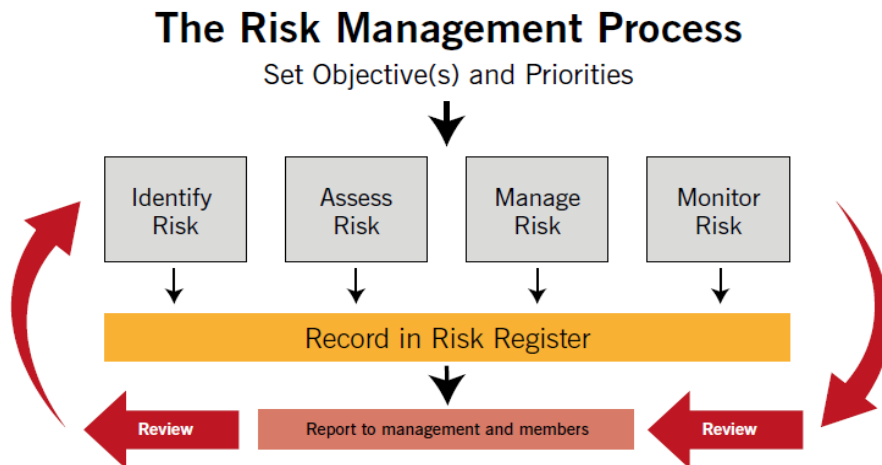 The Risk Management Process
Set Objective(s) and Priorities
Identify
Risk
Assess
Risk
Manage
Risk
Monitor
Risk
Record in Risk Register
Review
Report to management and members
Review